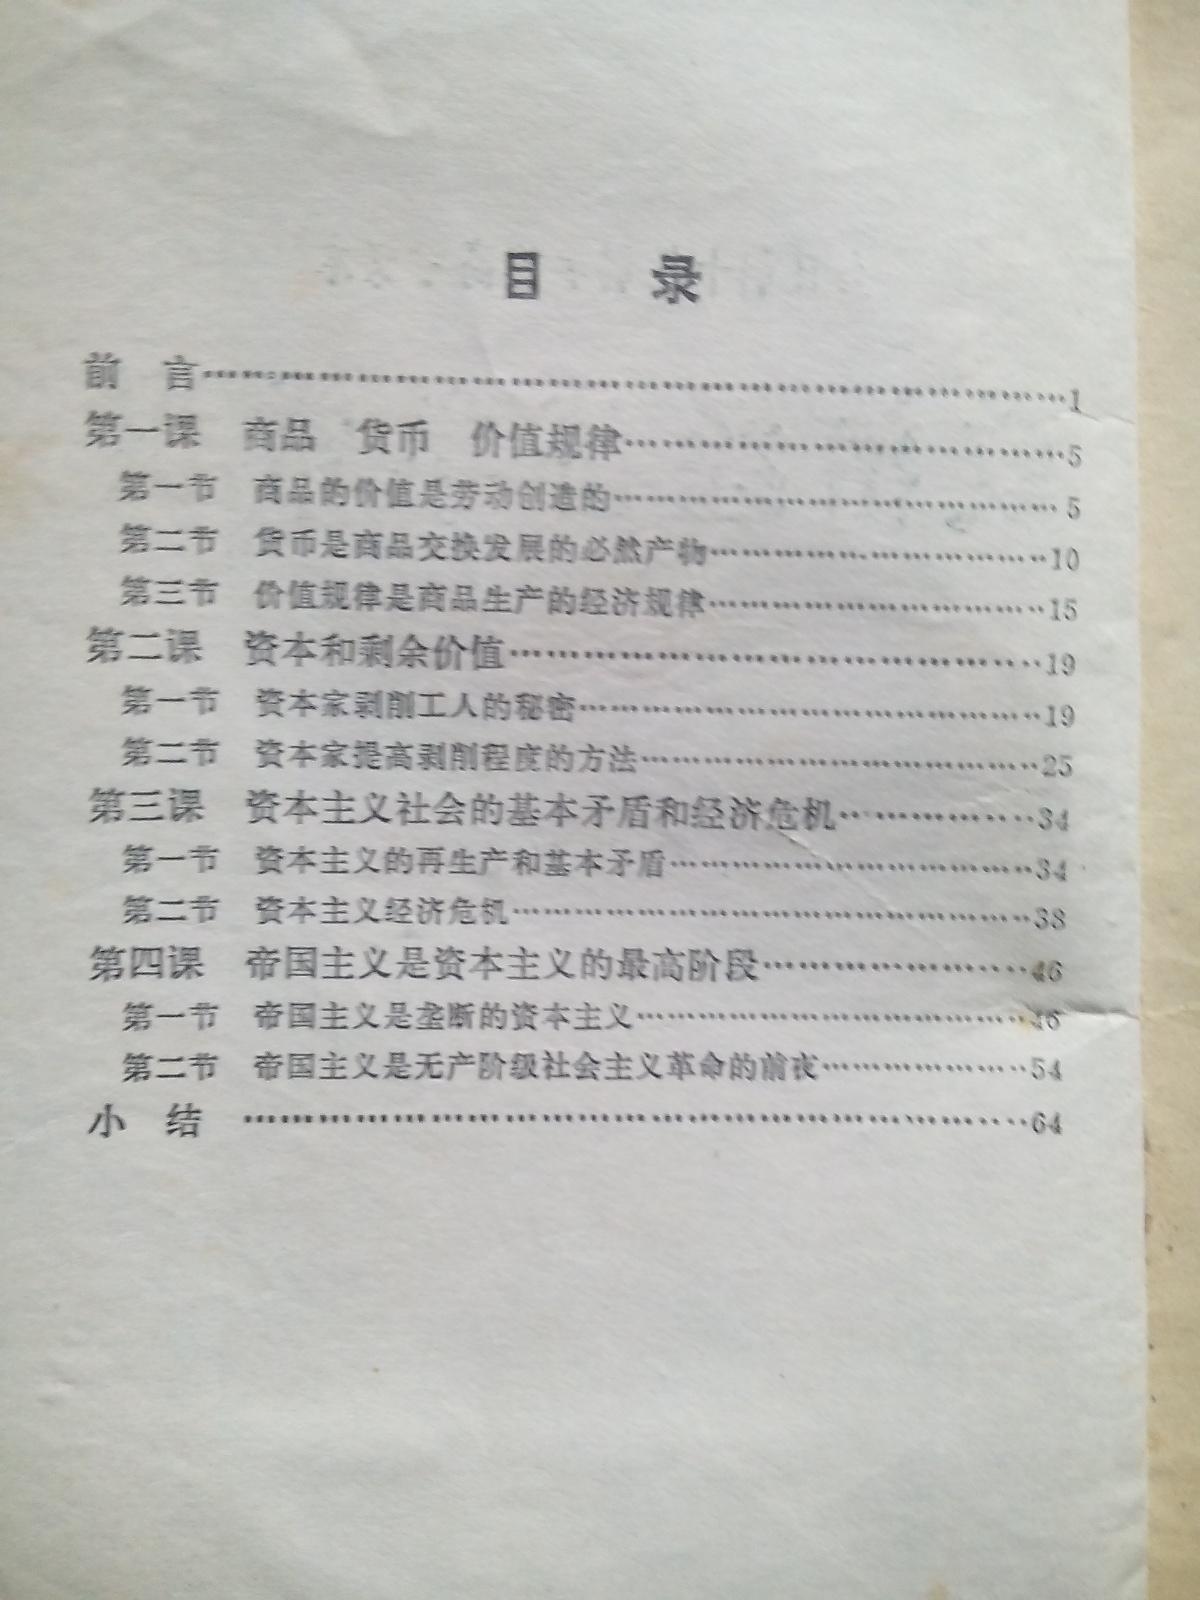 目 录
前 言……………………………………………1
第一课 商品 货币 价值规律……………………5
第一节 商品的价值是劳动创造的……………………5
第二节 货币是商品交换发展的必然产物………………10
第三节 价值规律是商品生产的经济规律………………15
第二课 资本和剩余价值……………………………19
第一节 资本家剥削工人的秘密………………………19
第二节 资本家提高剥削程度的方法……………………25
第三课 资本主义社会的基本矛盾和经济危机…………34
第一节 资本主义的再生产和基本矛盾…………………34
第二节 资本主义经济危机……………………………38
第四课 帝国主义是资本主义的最高阶段………………46
第一节 帝国主义是垄断的资本主义……………………46
第二节 帝国主义是无产阶级社会主义革命的前夜………54
小 结 ……………………………………………64